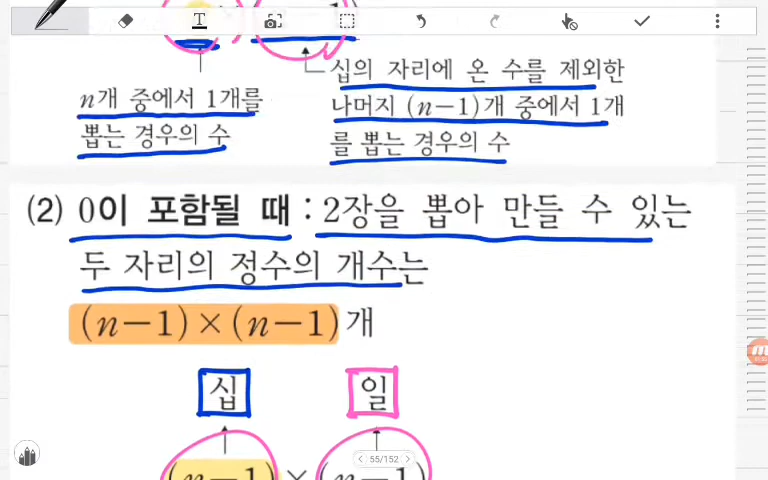 십의 자리에 온 수를 제외한
n개 중에서 1개를
나머지 (n-1)개 중에서 1개
뽑는 경우의 수
를 뽑는 경우의 수
(2) 0이 포함될 때 : 2장을 뽑아 만들 수 있는
두 자리의 정수의 개수는
(n-1)×(n-1)개
십 일
(n-1)×(n-1)
55/152